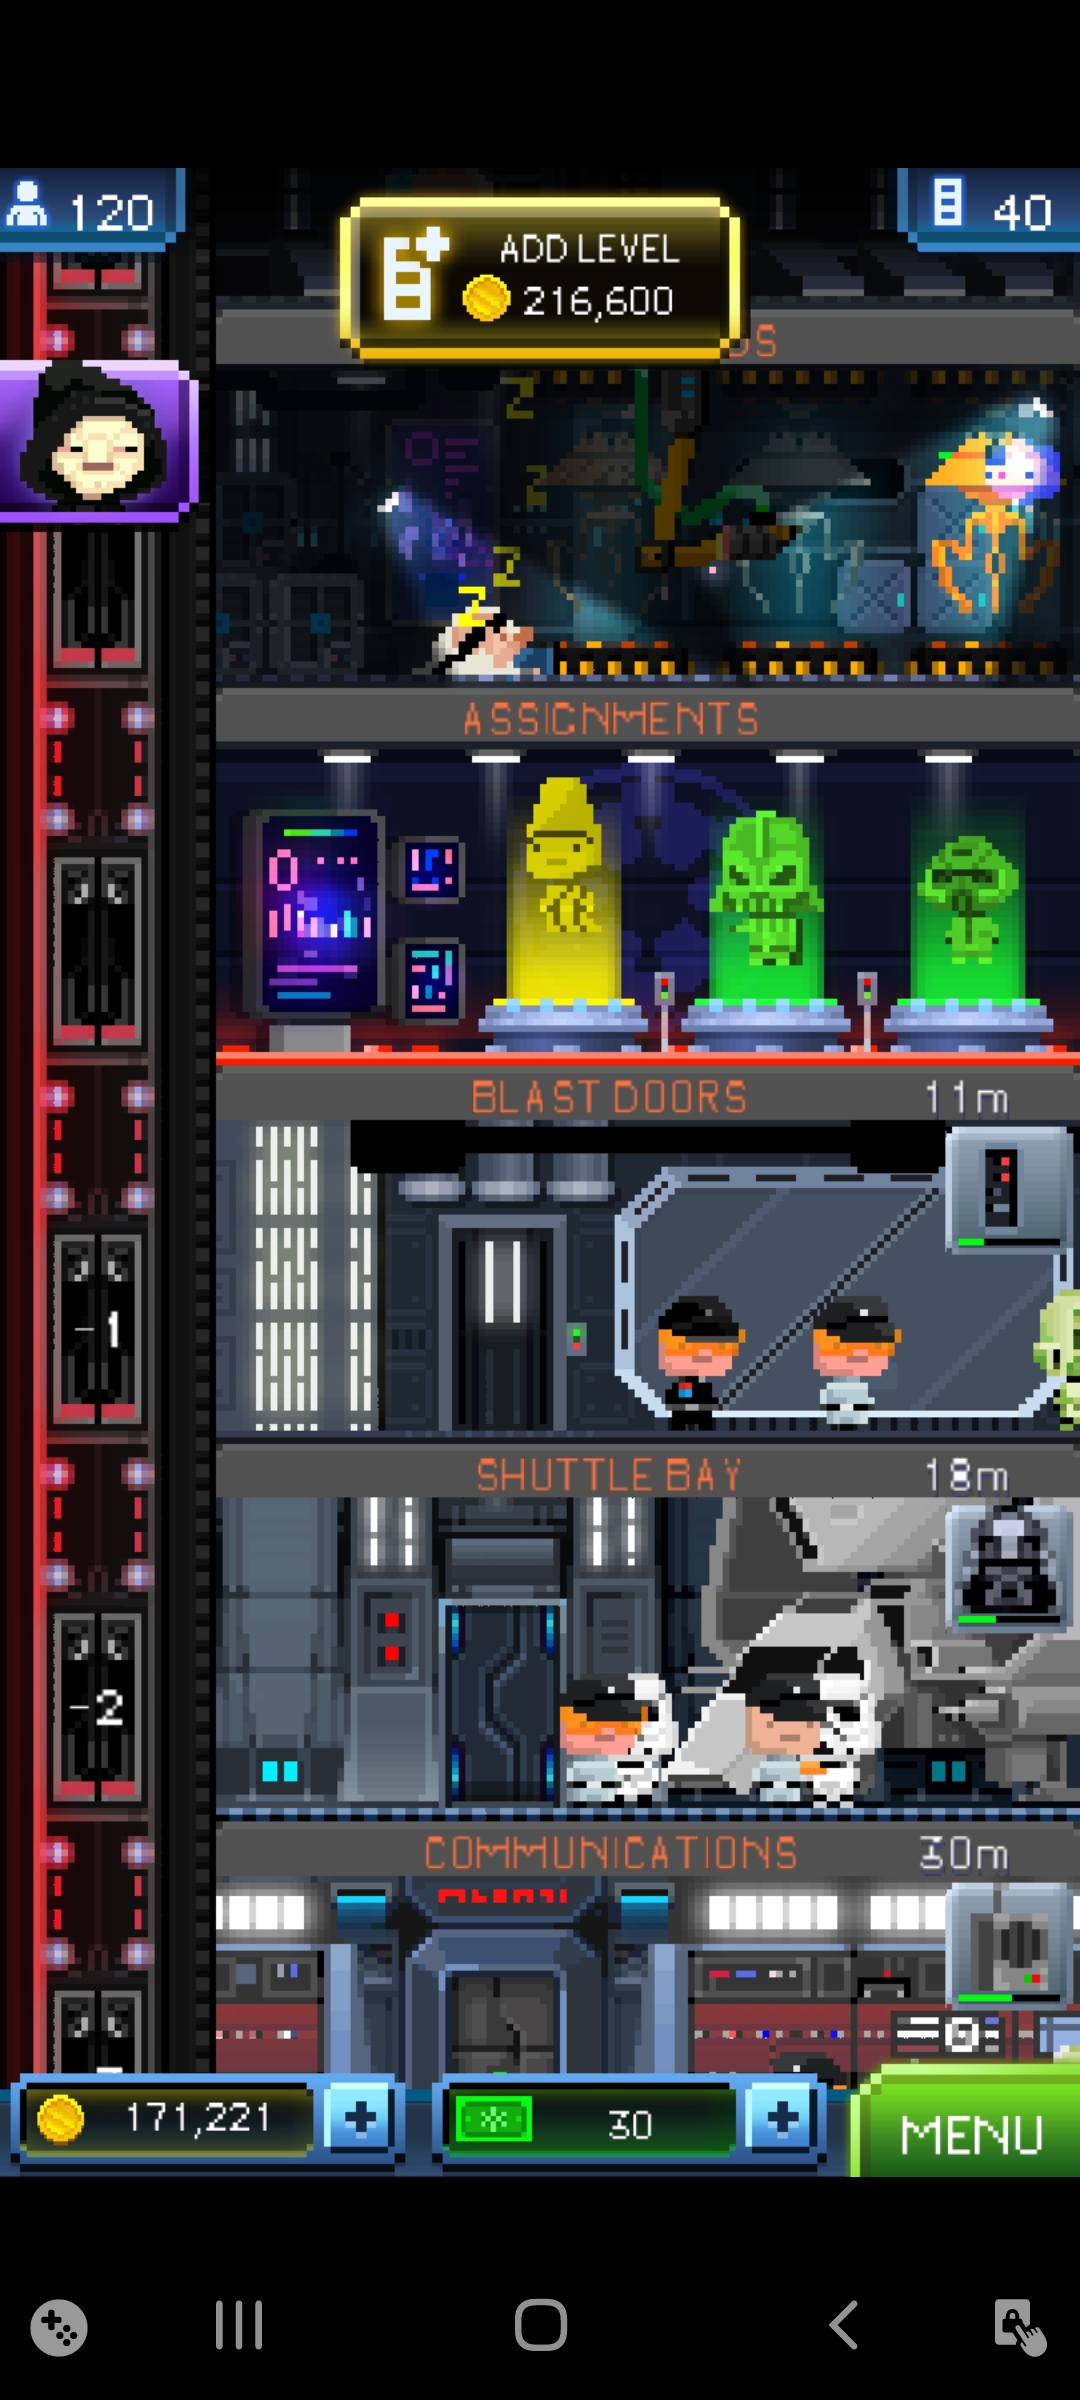 120
ADD LEVEL
216,600
40
DS
Z
Z
Z
Z
ASSIGNMENTS
BLAST DOORS 11m
-1
SHUTTLE BAY 18m
-2
COMMUNICATIONS 30m
171,221 +
30 +
MENU